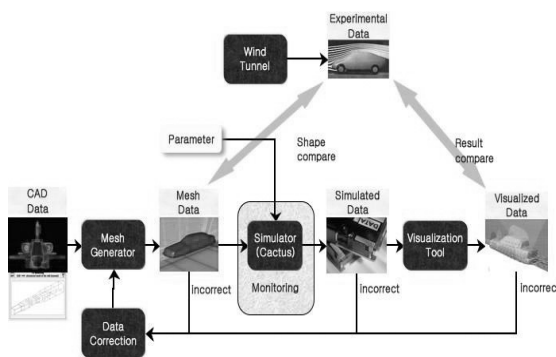 Experimental
Data
Wind
Tunnel
Parameter
Shape
compare
Result
compare
CAD
Data
Mesh
Data
Simulated
Data
Visualized
Data
Mesh
Generator
Simulator
(Cactus)
Visualization
Tool
Monitoring
incorrect
incorrect
incorrect
Data
Correction